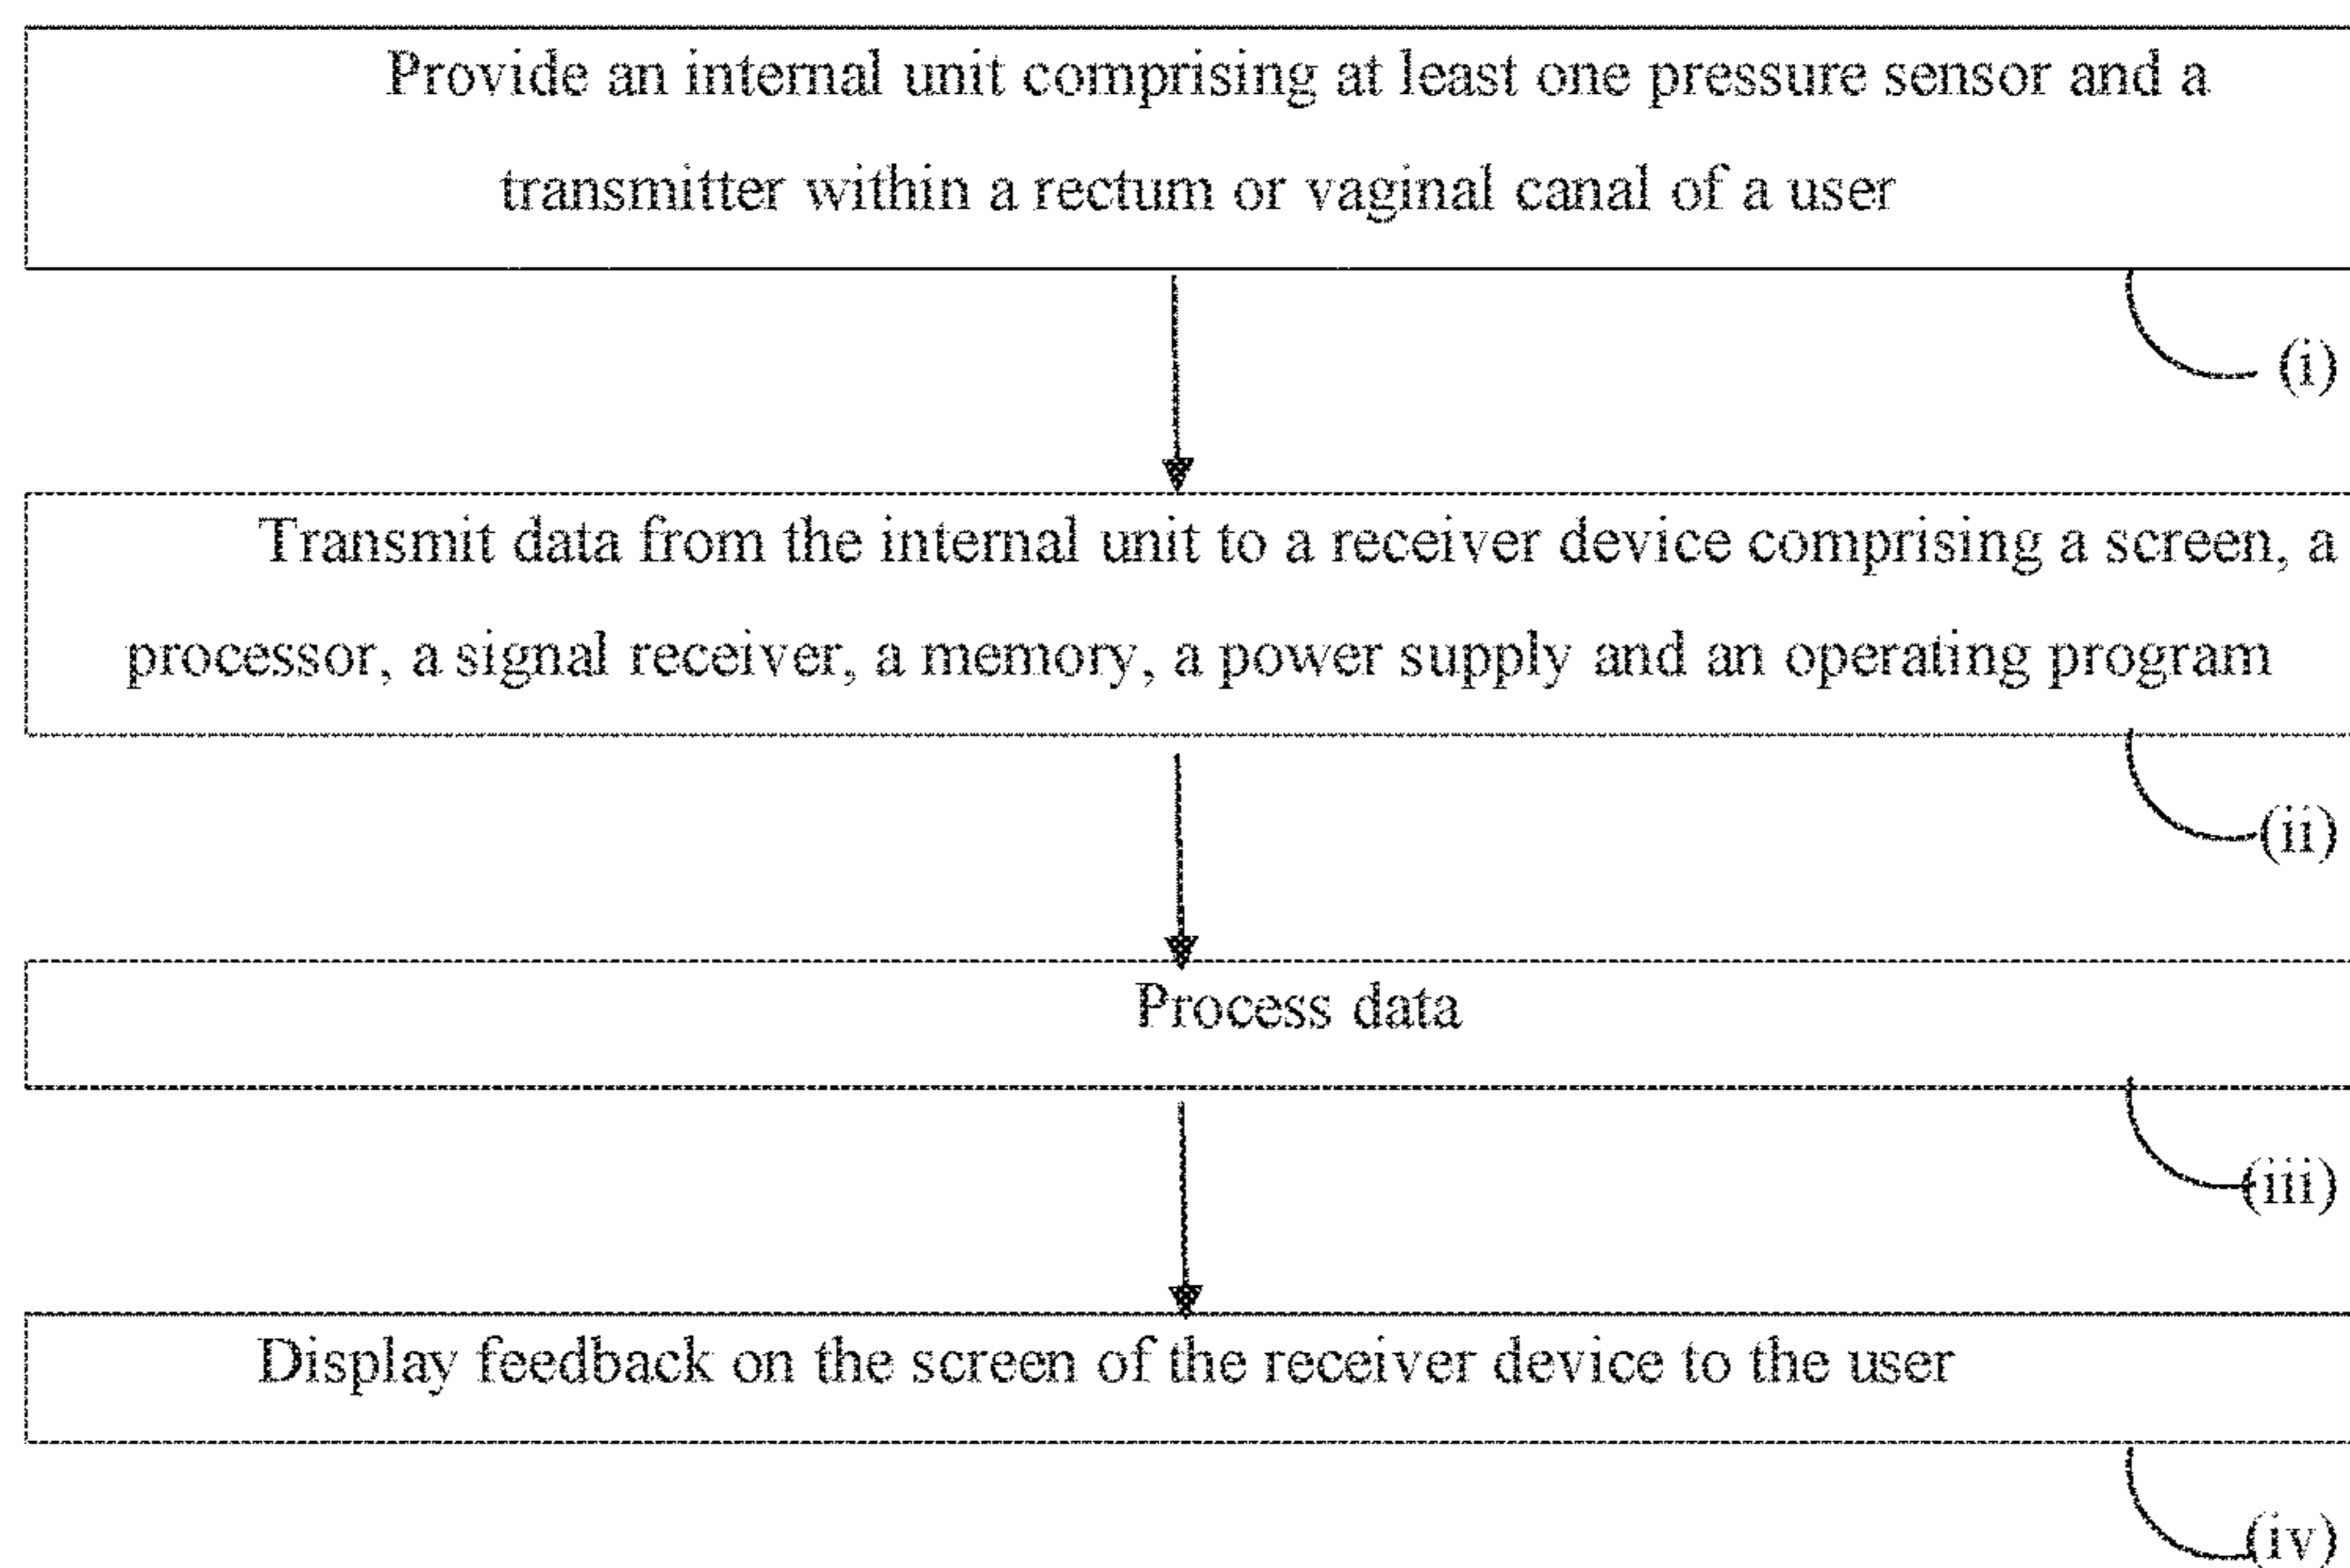 Provide an internal unit comprising at least one pressure sensor and a
transmitter within a rectum or vaginal canal of a user
(i)
Transmit data from the internal unit to a receiver device comprising a screen, a
processor, a signal receiver, a memory, a power supply and an operating program
(ii)
Process data
(iii)
Display feedback on the screen of the receiver device to the user
(iv)